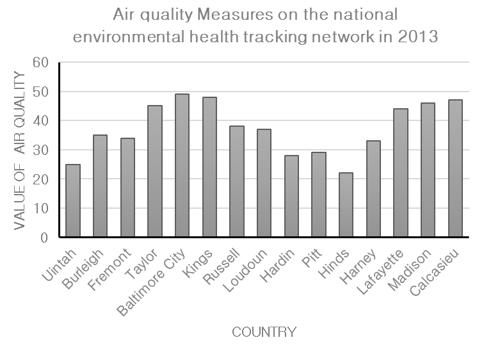 Air quality Measures on the national
environmental health tracking network in 2013
VALUE OF AIR QUALITY
60
50
40
30
20
10
0
Uintah
Burleigh
Fremont
Taylor
Baltimore City
Kings
Russell
Loudoun
Hardin
Pitt
Hinds
Harney
Lafayette
Madison
Calcasieu
COUNTRY